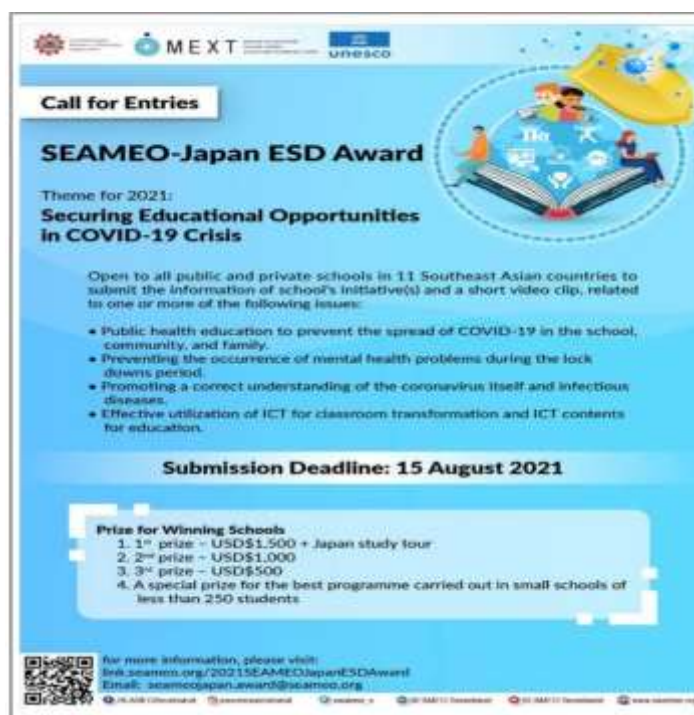 MEXT
unesco
Call for Entries
SEAMEO-Japan ESD Award
Theme for 2021:
Securing Educational Opportunities
in COVID-19 Crisis
Open to all public and private schools in 11 Southeast Asian countries to
submit the information of school's initiative(s) and a short video clip, related
to one or more of the following issues:
• Public health education to prevent the spread of COVID-19 in the school,
community, and family.
• Preventing the occurrence of mental health problems during the lock
downs period.
• Promoting a correct understanding of the coronavirus itself and infectious
diseases.
• Effective utilization of ICT for classroom transformation and ICT contents
for education.
Submission Deadline: 15 August 2021
Prize for Winning Schools
1. 1st prize – USD$1,500 + Japan study tour
2. 2nd prize – USD$1,000
3. 3rd prize – USD$500
4. A special prize for the best programme carried out in small schools of
less than 250 students
for more information, please visit:
link.seameo.org/2021SEAMEOJapanESDAward
Email: seameojapan.award@seameo.org